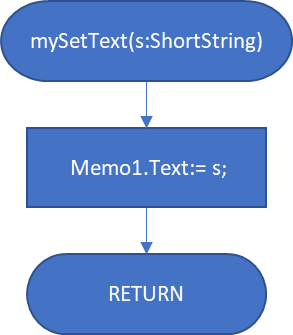 mySetText(s:ShortString)
Memo1.Text:= s;
RETURN